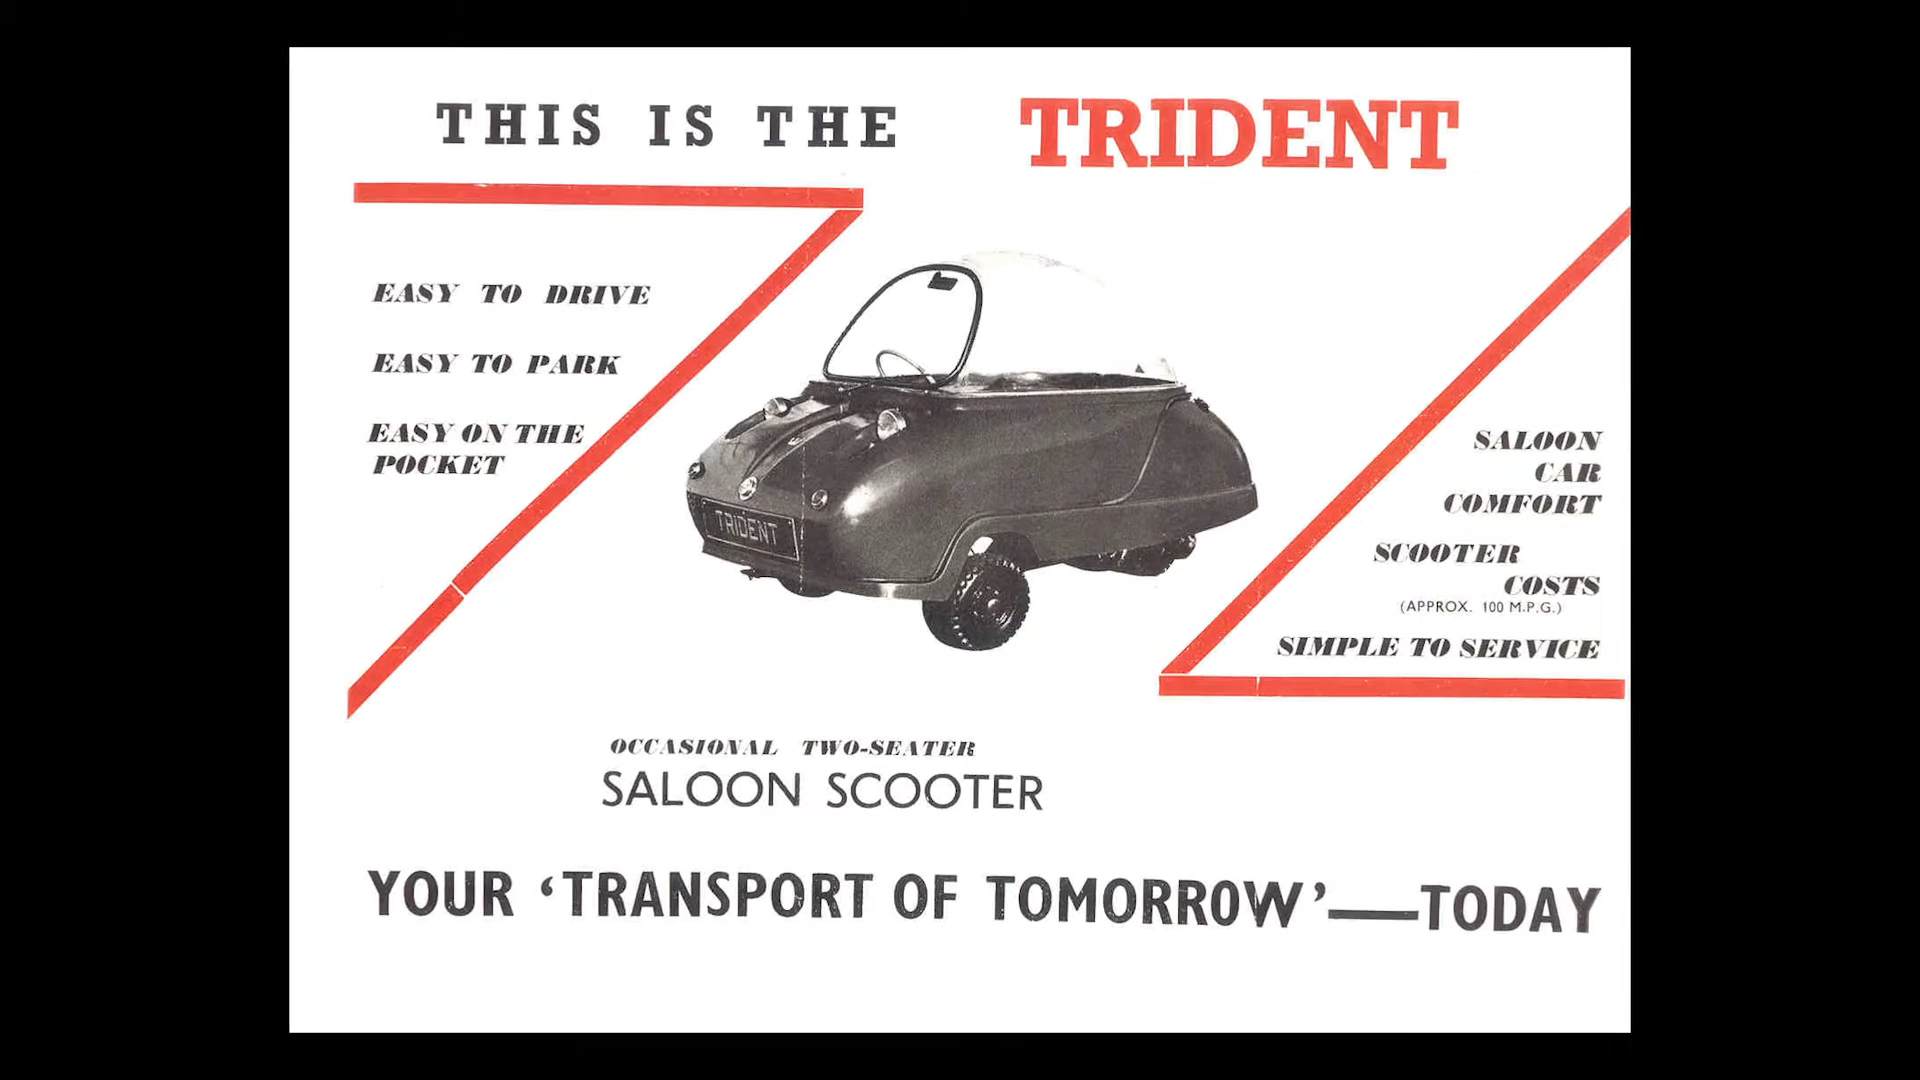 THIS IS THE TRIDENT
EASY TO DRIVE
EASY TO PARK
EASY ON THE
POCKET
TRIDENT
SALOON
CAR
COMFORT
SCOOTER
COSTS
(APPROX. 100 M.P.G.)
SIMPLE TO SERVICE
OCCASIONAL TWO-SEATER
SALOON SCOOTER
YOUR ‘TRANSPORT OF TOMORROW’—TODAY